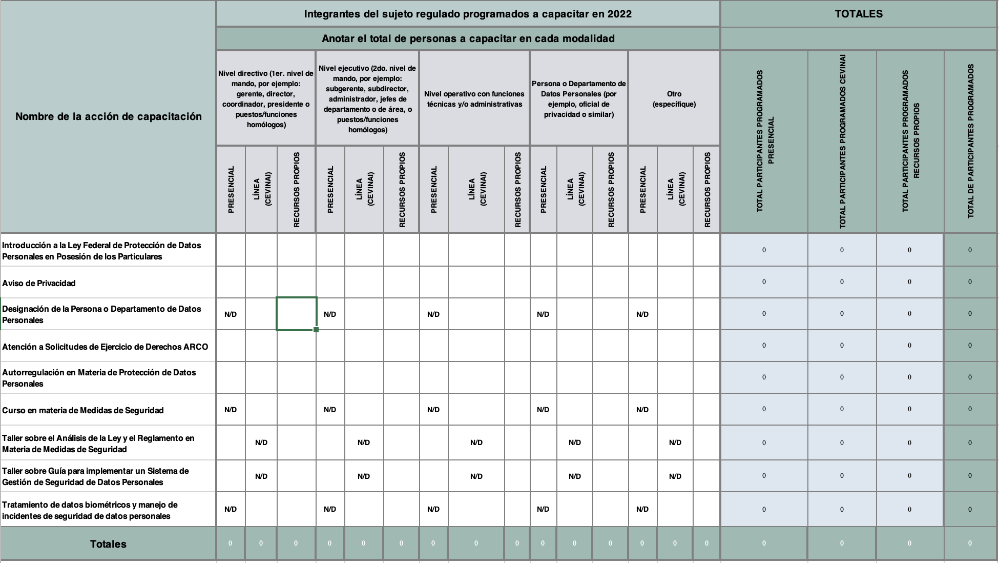 Integrantes del sujeto regulado programados a capacitar en 2022
TOTALES
Anotar el total de personas a capacitar en cada modalidad
Nombre de la acción de capacitación
Nivel directivo (1er. nivel de
mando, por ejemplo:
gerente, director,
coordinador, presidente o
puestos/funciones
homólogos)
Nivel ejecutivo (2do. nivel de
mando, por ejemplo:
subgerente, subdirector,
administrador, jefes de
departamento o de área, o
puestos/funciones
homólogos)
Nivel operativo con funciones
técnicas y/o administrativas
Persona o Departamento de
Datos Personales (por
ejemplo, oficial de
privacidad o similar)
Otro
(específique)
TOTAL PARTICIPANTES PROGRAMADOS
PRESENCIAL
TOTAL PARTICIPANTES PROGRAMADOS CEVINAI
TOTAL PARTICIPANTES PROGRAMADOS
RECURSOS PROPIOS
TOTAL DE PARTICIPANTES PROGRAMADOS
PRESENCIAL
LÍNEA
(CEVINAI)
RECURSOS PROPIOS
PRESENCIAL
LÍNEA
(CEVINAI)
RECURSOS PROPIOS
PRESENCIAL
LÍNEA
(CEVINAI)
RECURSOS PROPIOS
PRESENCIAL
LÍNEA
(CEVINAI)
RECURSOS PROPIOS
PRESENCIAL
LÍNEA
(CEVINAI)
RECURSOS PROPIOS
Introducción a la Ley Federal de Protección de Datos
Personales en Posesión de los Particulares
0 0 0 0
Aviso de Privacidad
0 0 0 0
Designación de la Persona o Departamento de Datos
Personales
N/D N/D N/D N/D N/D 0 0 0 0
Atención a Solicitudes de Ejercicio de Derechos ARCO
0 0 0 0
Autorregulación en Materia de Protección de Datos
Personales
0 0 0 0
Curso en materia de Medidas de Seguridad
N/D N/D N/D N/D N/D 0 0 0 0
Taller sobre el Análisis de la Ley y el Reglamento en
Materia de Medidas de Seguridad
N/D N/D N/D N/D N/D 0 0 0 0
Taller sobre Guía para implementar un Sistema de
Gestión de Seguridad de Datos Personales
N/D N/D N/D N/D N/D 0 0 0 0
Tratamiento de datos biométricos y manejo de
incidentes de seguridad de datos personales
N/D N/D N/D N/D N/D 0 0 0 0
Totales 0 0 0 0 0 0 0 0 0 0 0 0 0 0 0 0 0 0 0